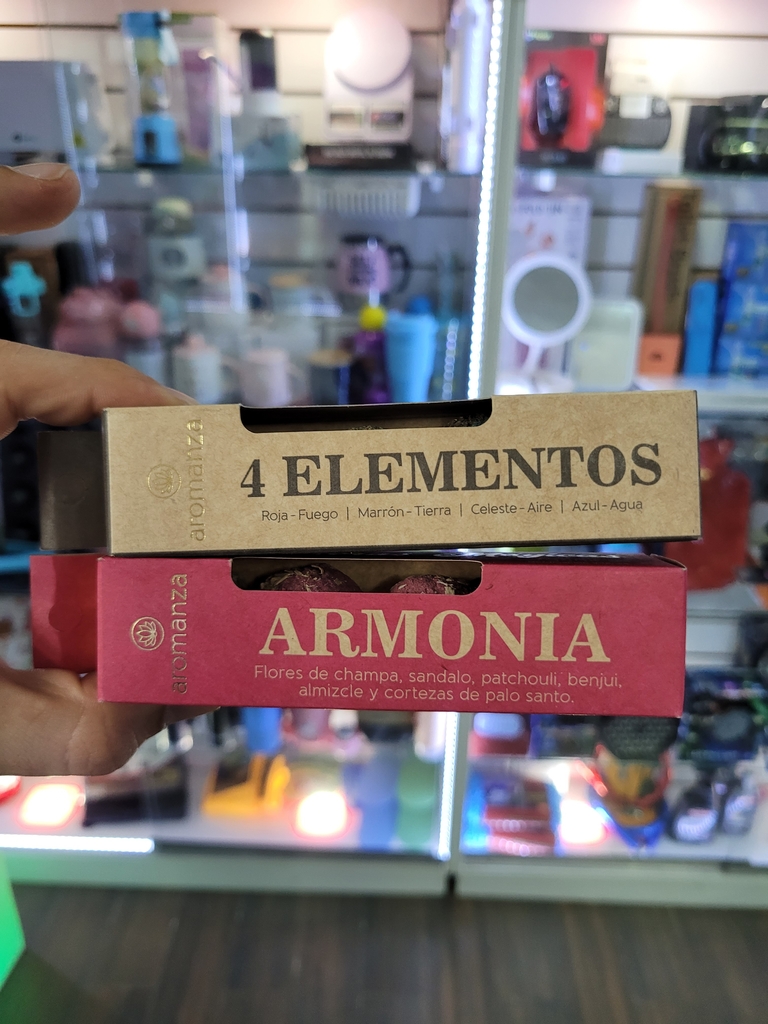 aromanza
4 ELEMENTOS
Roja - Fuego | Marrón - Tierra | Celeste - Aire | Azul - Agua
aromanza
ARMONIA
Flores de champa, sandalo, patchouli, benjui,
almizcle y cortezas de palo santo.